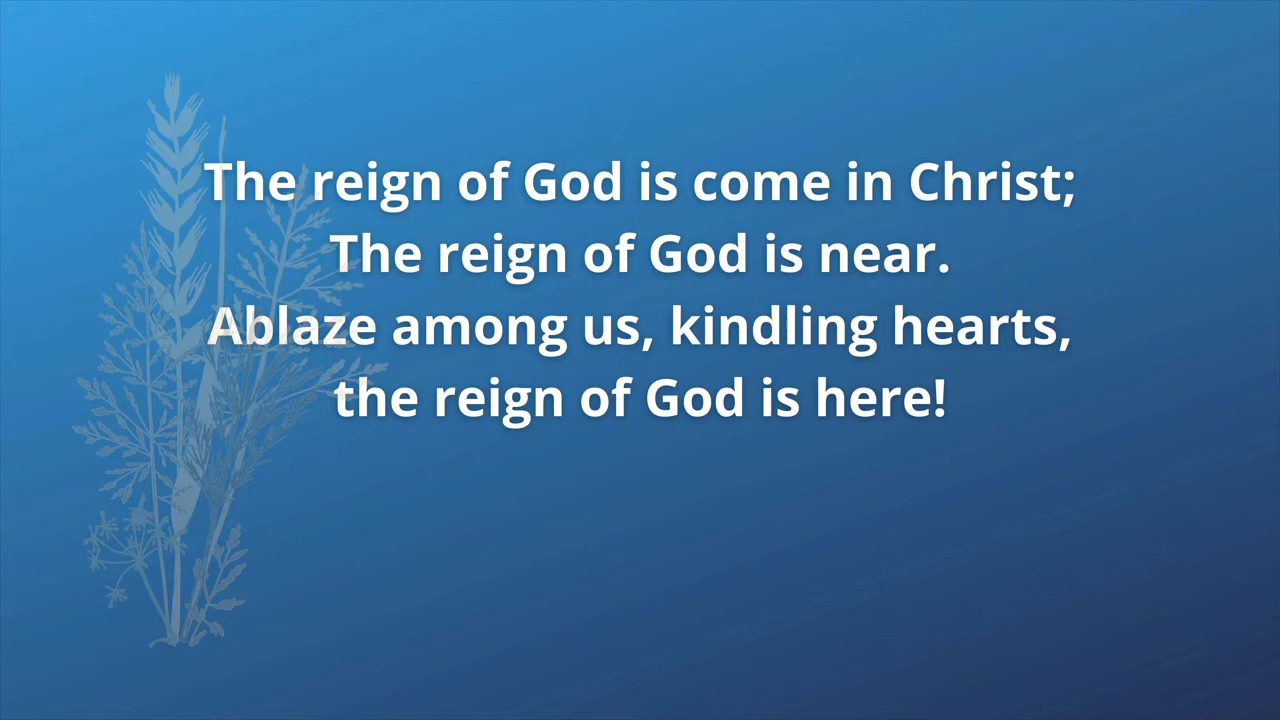 The reign of God is come in Christ;
The reign of God is near.
Ablaze among us, kindling hearts,
the reign of God is here!